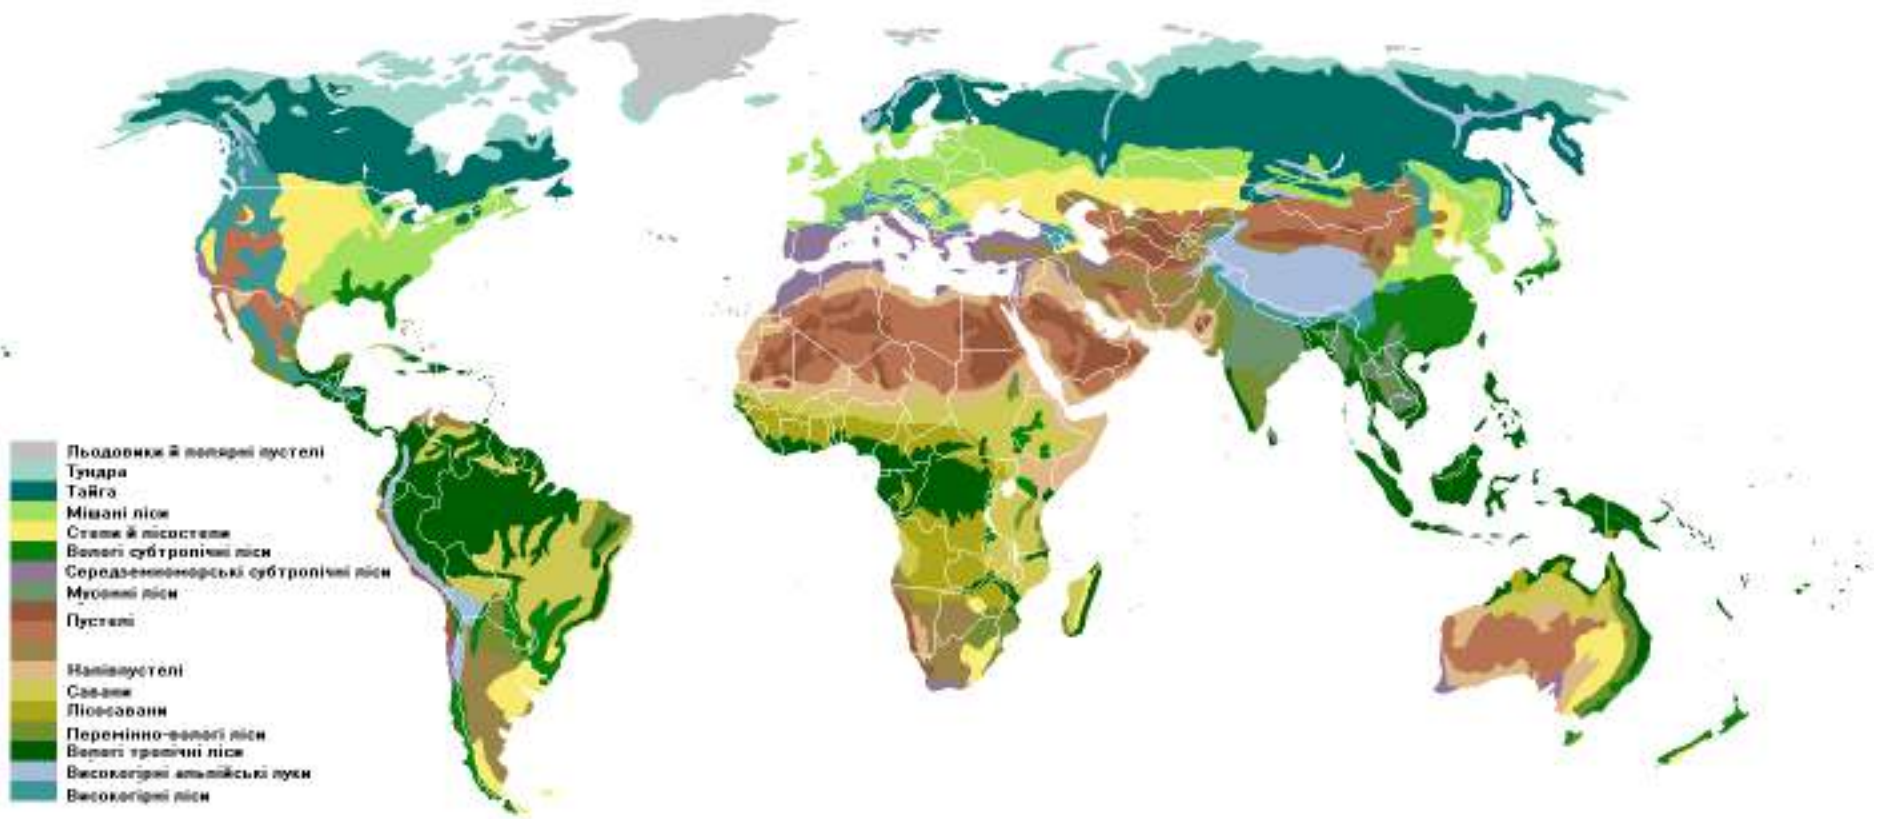 Льодовики й полярні пустелі
Тундра
Тайга
Мішані ліси
Степи й лісостепи
Вологі субтропічні ліси
Середземноморські субтропічні ліси
Мусонні ліси
Пустелі
Напівпустелі
Савани
Лісосавани
Перемінно-вологі ліси
Вологі тропічні ліси
Високогірні альпійські луки
Високогірні ліси